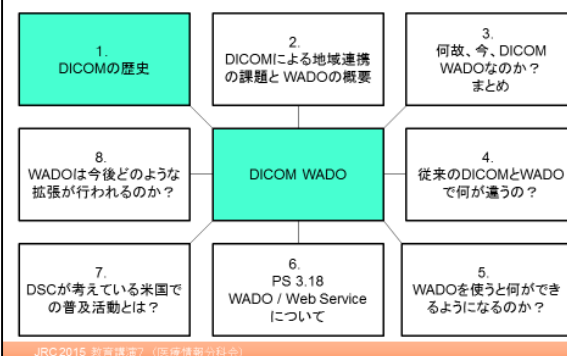 1.
DICOMの歴史
2.
DICOMによる地域連携
の課題と WADOの概要
3.
何故、今、DICOM
WADOなのか？
まとめ
8.
WADOは今後どのような
拡張が行われるのか？
DICOM WADO
4.
従来のDICOMとWADO
で何が違うの？
7.
DSCが考えている米国で
の普及活動とは？
6.
PS 3.18
WADO / Web Service
について
5.
WADOを使うと何ができ
るようになるのか？
JRC2015 教育講演7 （医療情報分科会）